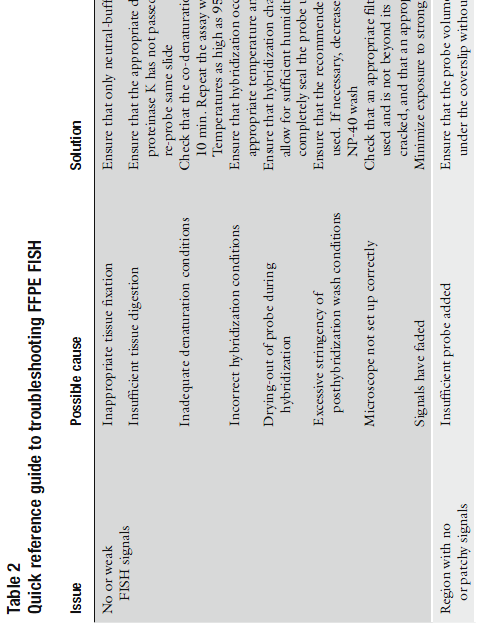 Table 2
Quick reference guide to troubleshooting FFPE FISH
Issue Possible cause Solution
No or weak
FISH signals
Inappropriate tissue fixation
Ensure that only neutral-buff
Insufficient tissue digestion
Ensure that the appropriate d
proteinase K has not passed
re-probe same slide
Inadequate denaturation conditions
Check that the co-denaturatio
10 min. Repeat the assay w
Temperatures as high as 95
Incorrect hybridization conditions
Ensure that hybridization occ
appropriate temperature an
Drying-out of probe during
hybridization
Ensure that hybridization cha
allow for sufficient humidit
completely seal the probe u
Excessive stringency of
posthybridization wash conditions
Ensure that the recommende
used. If necessary, decrease
NP-40 wash
Microscope not set up correctly
Check that an appropriate filt
used and is not beyond its
cracked, and that an approp
Signals have faded
Minimize exposure to strong
Region with no
or patchy signals
Insufficient probe added
Ensure that the probe volume
under the coverslip without